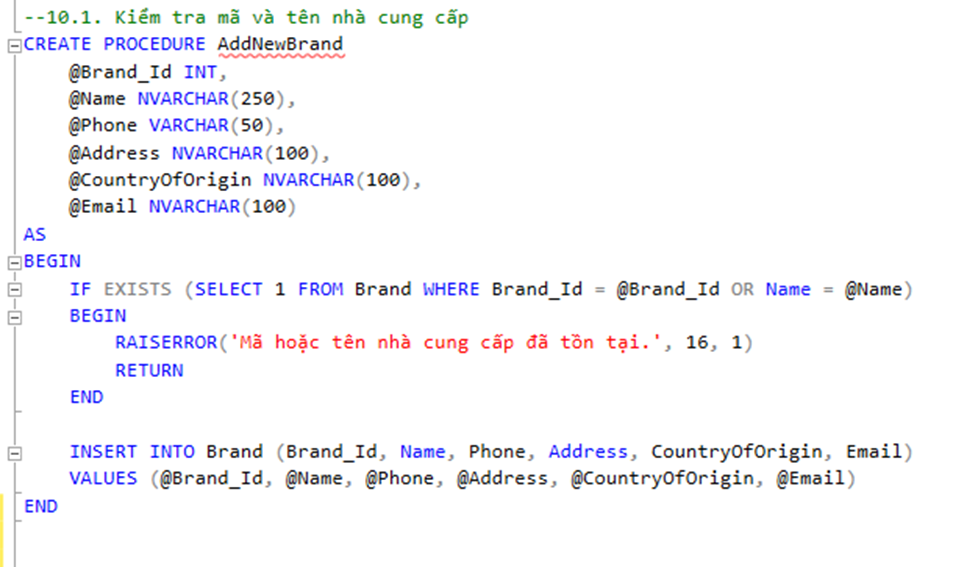 --10.1. Kiểm tra mã và tên nhà cung cấp
CREATE PROCEDURE AddNewBrand
    @Brand_Id INT,
    @Name NVARCHAR(250),
    @Phone VARCHAR(50),
    @Address NVARCHAR(100),
    @CountryOfOrigin NVARCHAR(100),
    @Email NVARCHAR(100)
AS
BEGIN
    IF EXISTS (SELECT 1 FROM Brand WHERE Brand_Id = @Brand_Id OR Name = @Name)
    BEGIN
        RAISERROR('Mã hoặc tên nhà cung cấp đã tồn tại.', 16, 1)
        RETURN
    END

    INSERT INTO Brand (Brand_Id, Name, Phone, Address, CountryOfOrigin, Email)
    VALUES (@Brand_Id, @Name, @Phone, @Address, @CountryOfOrigin, @Email)
END